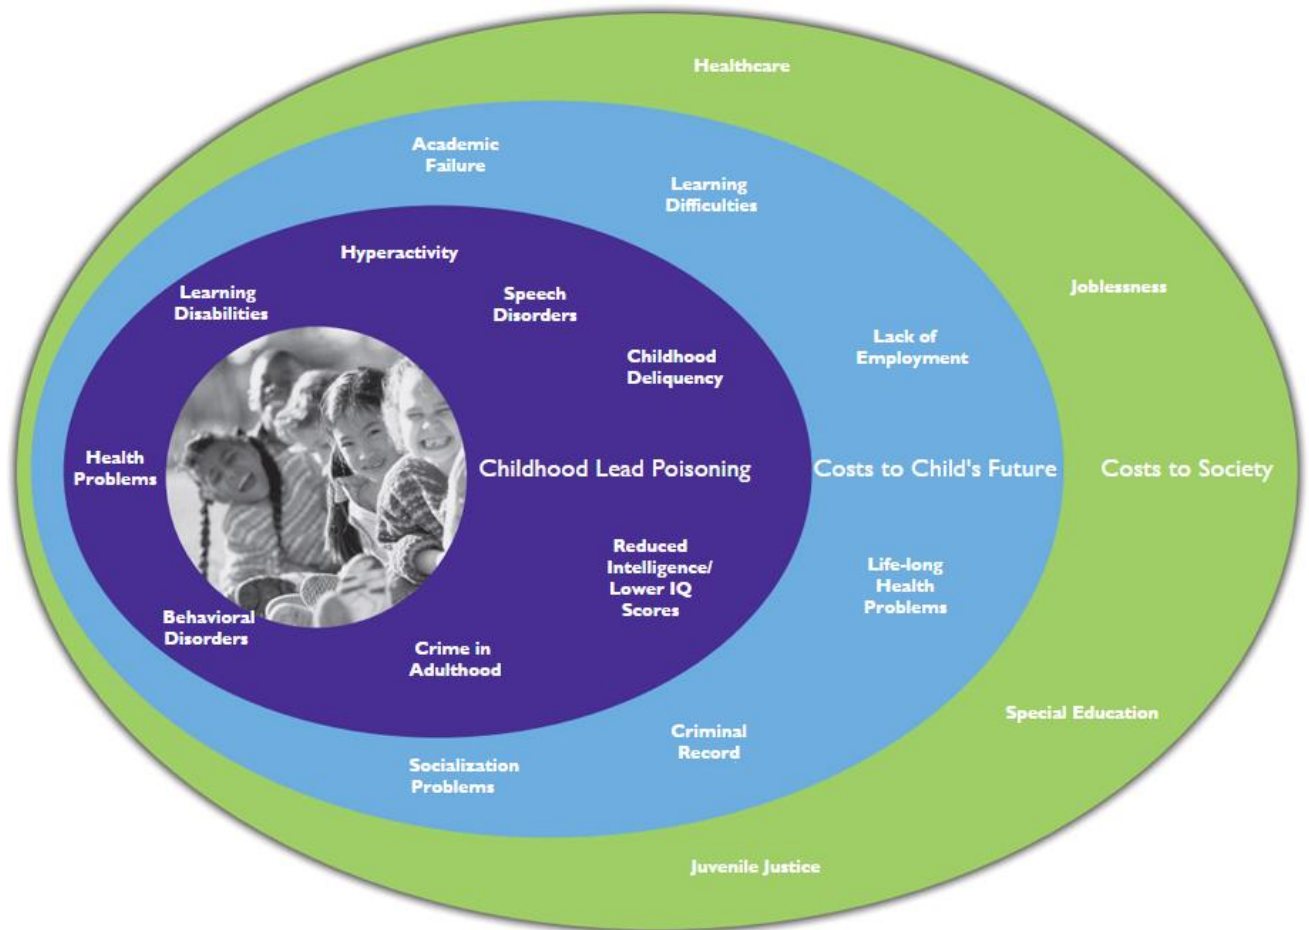 Healthcare
Academic
Failure
Learning
Difficulties
Hyperactivity
Learning
Disabilities
Speech
Disorders
Joblessness
Lack of
Employment
Childhood
Deliquency
Health
Problems
Childhood Lead Poisoning
Costs to Child's Future
Costs to Society
Reduced
Intelligence/
Lower IQ
Scores
Life-long
Health
Problems
Behavioral
Disorders
Crime in
Adulthood
Special Education
Criminal
Record
Socialization
Problems
Juvenile Justice